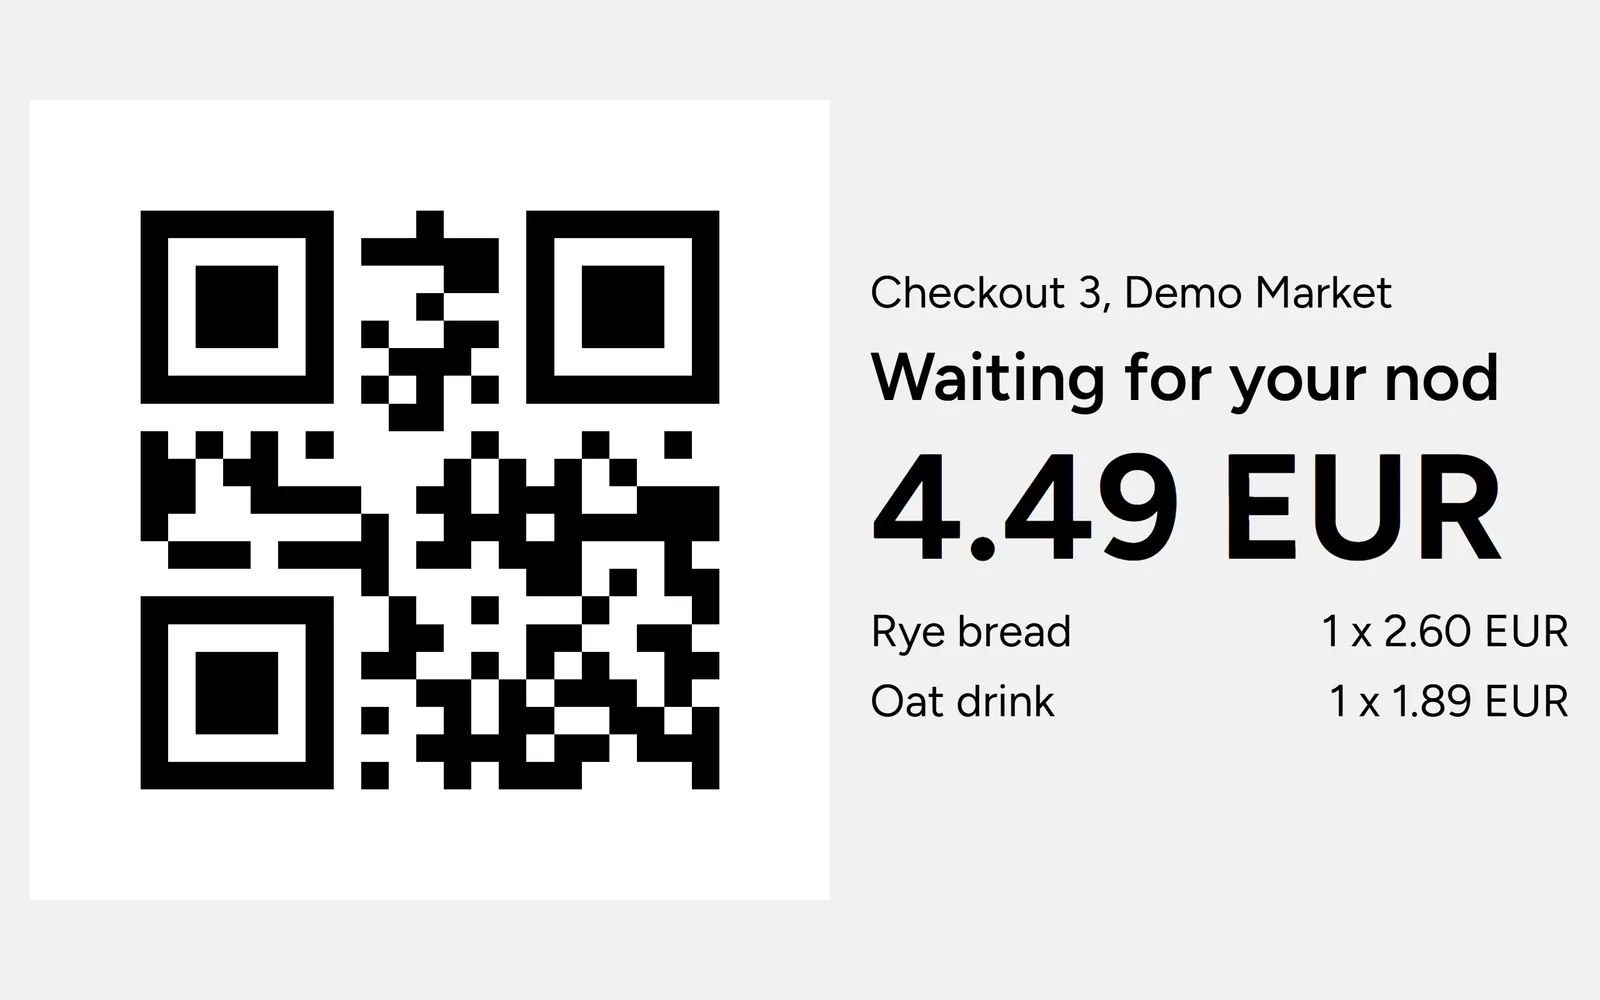 Checkout 3, Demo Market
Waiting for your nod
4.49 EUR
Rye bread 1 x 2.60 EUR
Oat drink 1 x 1.89 EUR